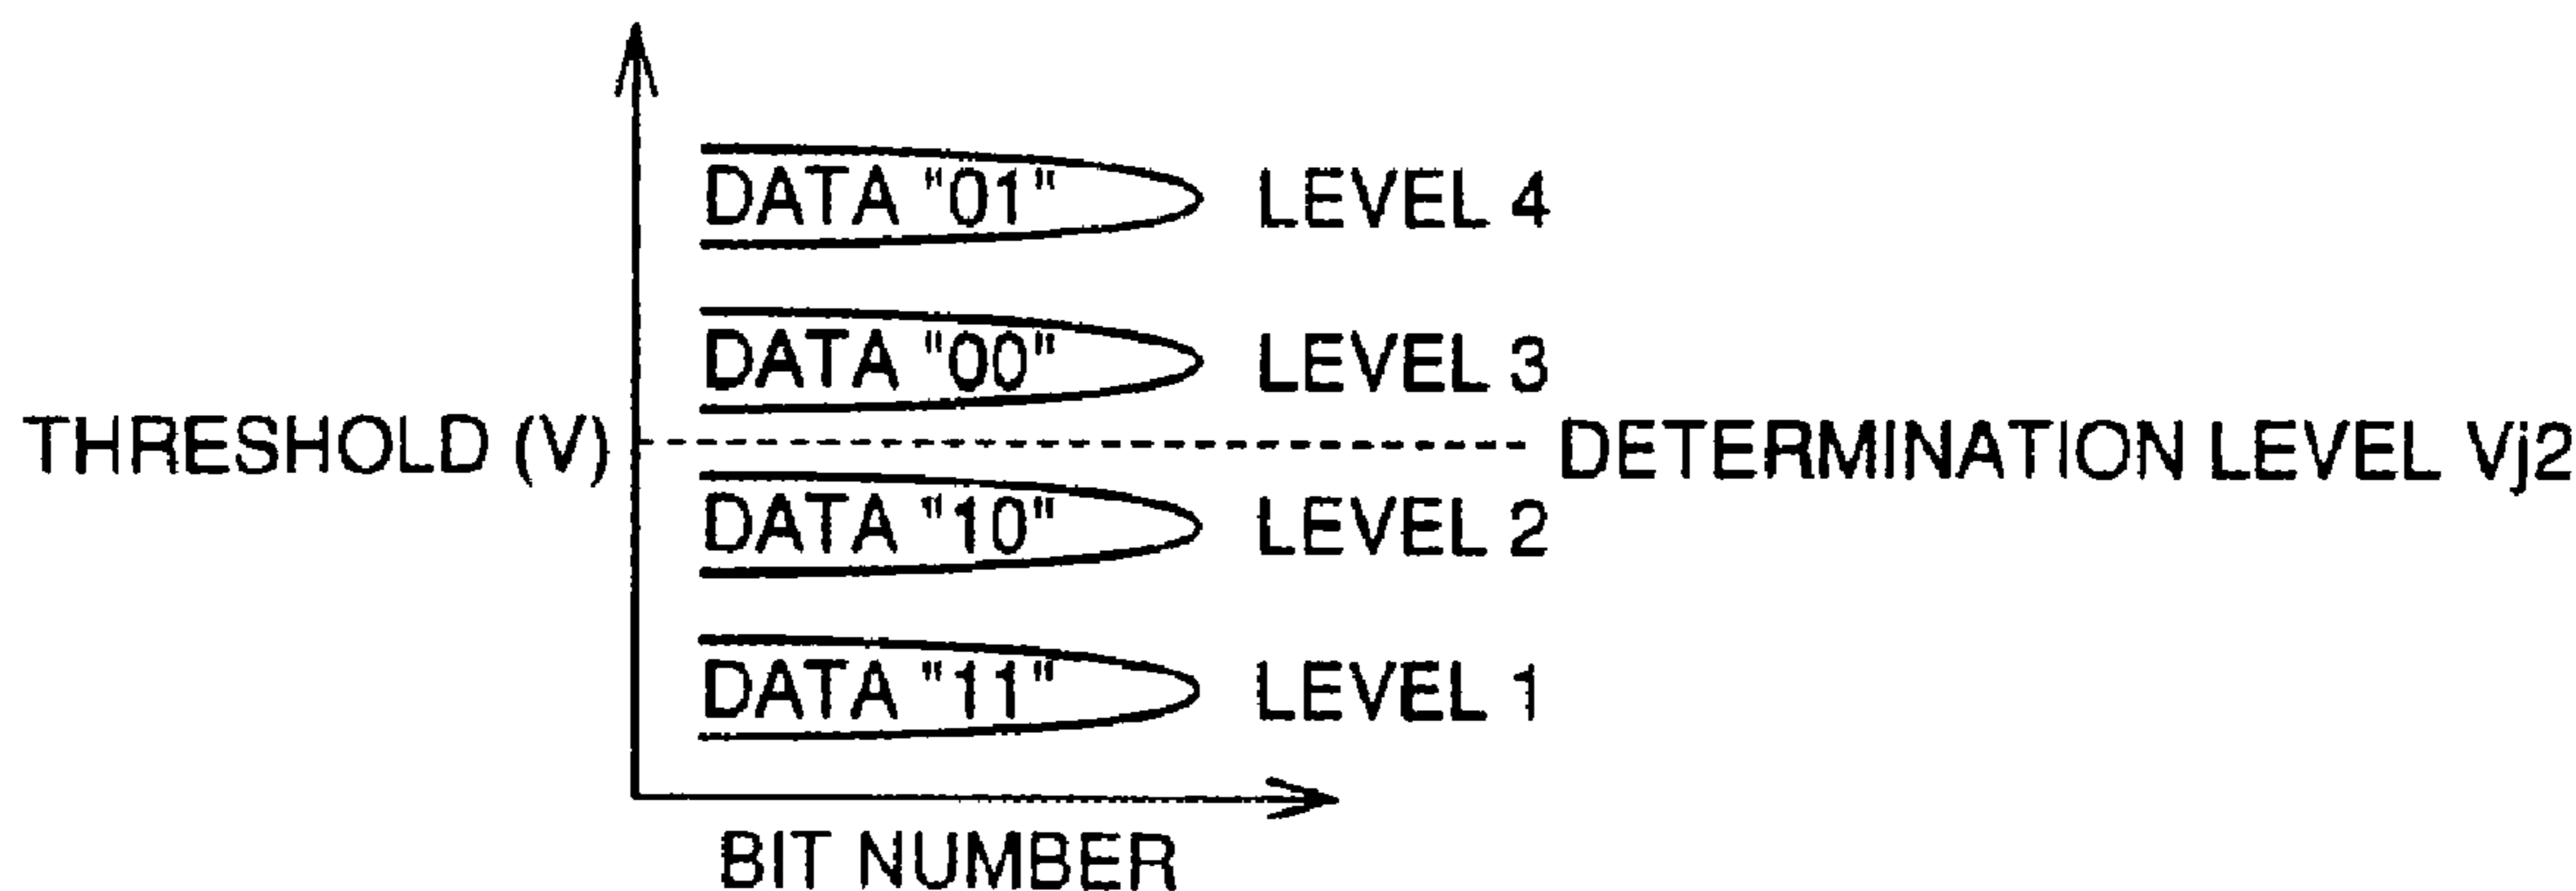 DATA "01" LEVEL 4
DATA "00" LEVEL 3
THRESHOLD (V) DETERMINATION LEVEL Vj2
DATA "10" LEVEL 2
DATA "11" LEVEL 1
BIT NUMBER